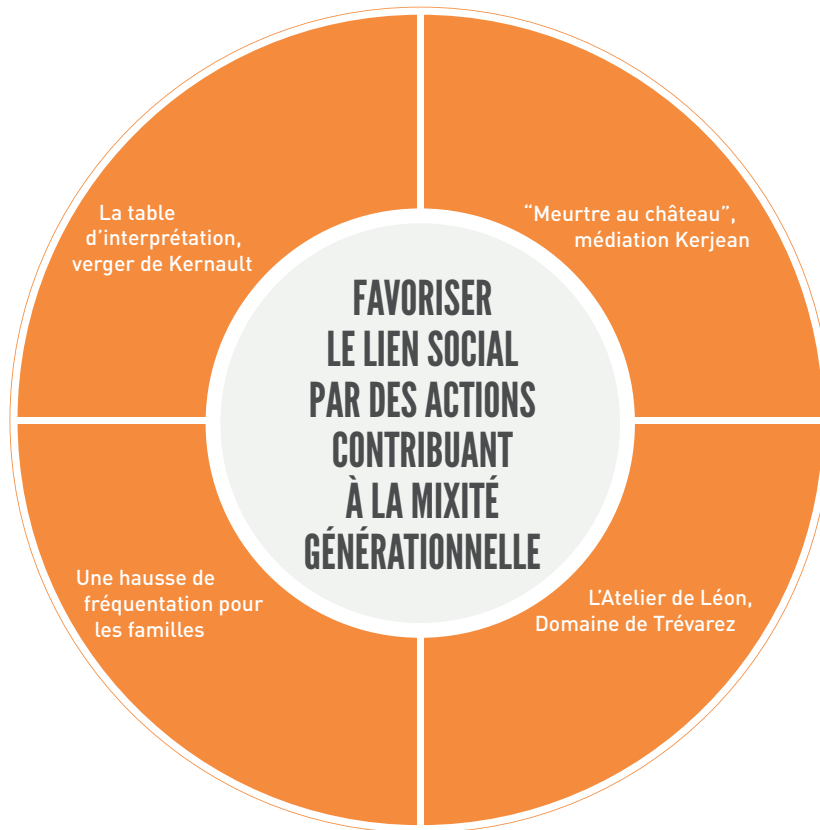 La table
d'interprétation,
verger de Kernault
“Meurtre au château”,
médiation Kerjean
FAVORISER
LE LIEN SOCIAL
PAR DES ACTIONS
CONTRIBUANT
À LA MIXITÉ
GÉNÉRATIONNELLE
Une hausse de
fréquentation pour
les familles
L'Atelier de Léon,
Domaine de Trévarez